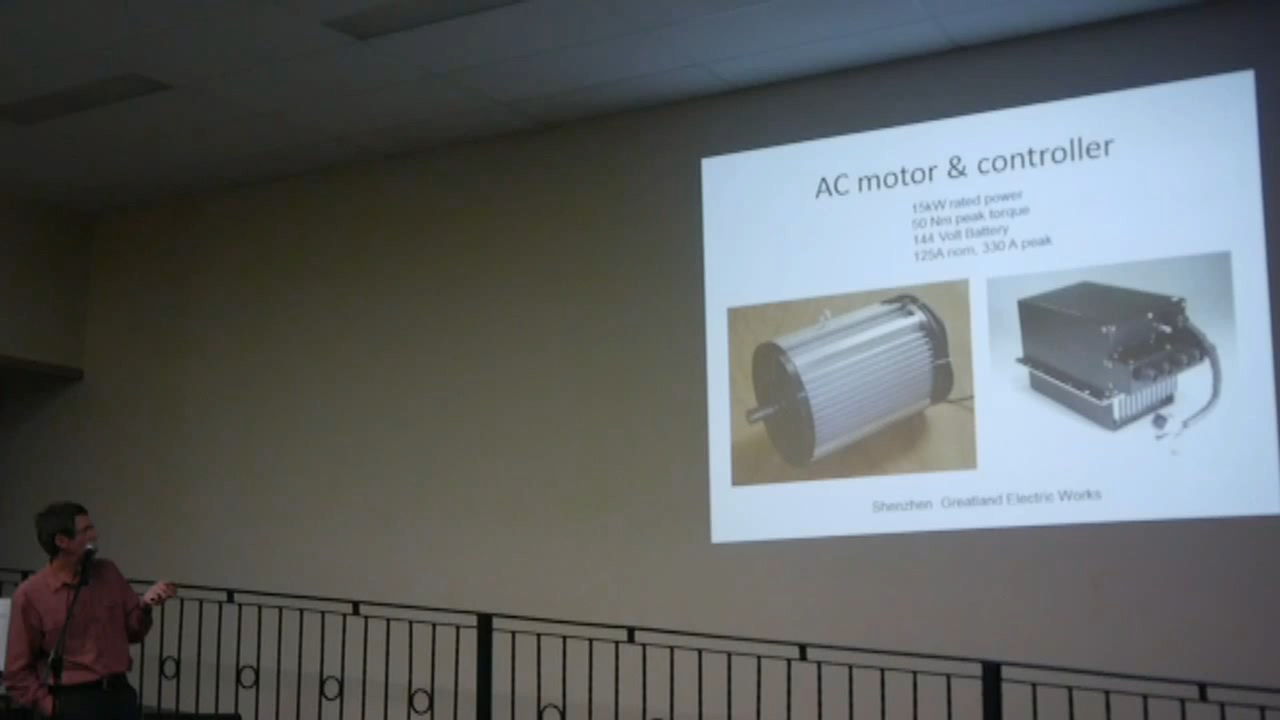 AC motor & controller
15kW rated power
50 Nm peak torque
144 Volt Battery
125A nom, 330 A peak
Shenzhen Greatland Electric Works